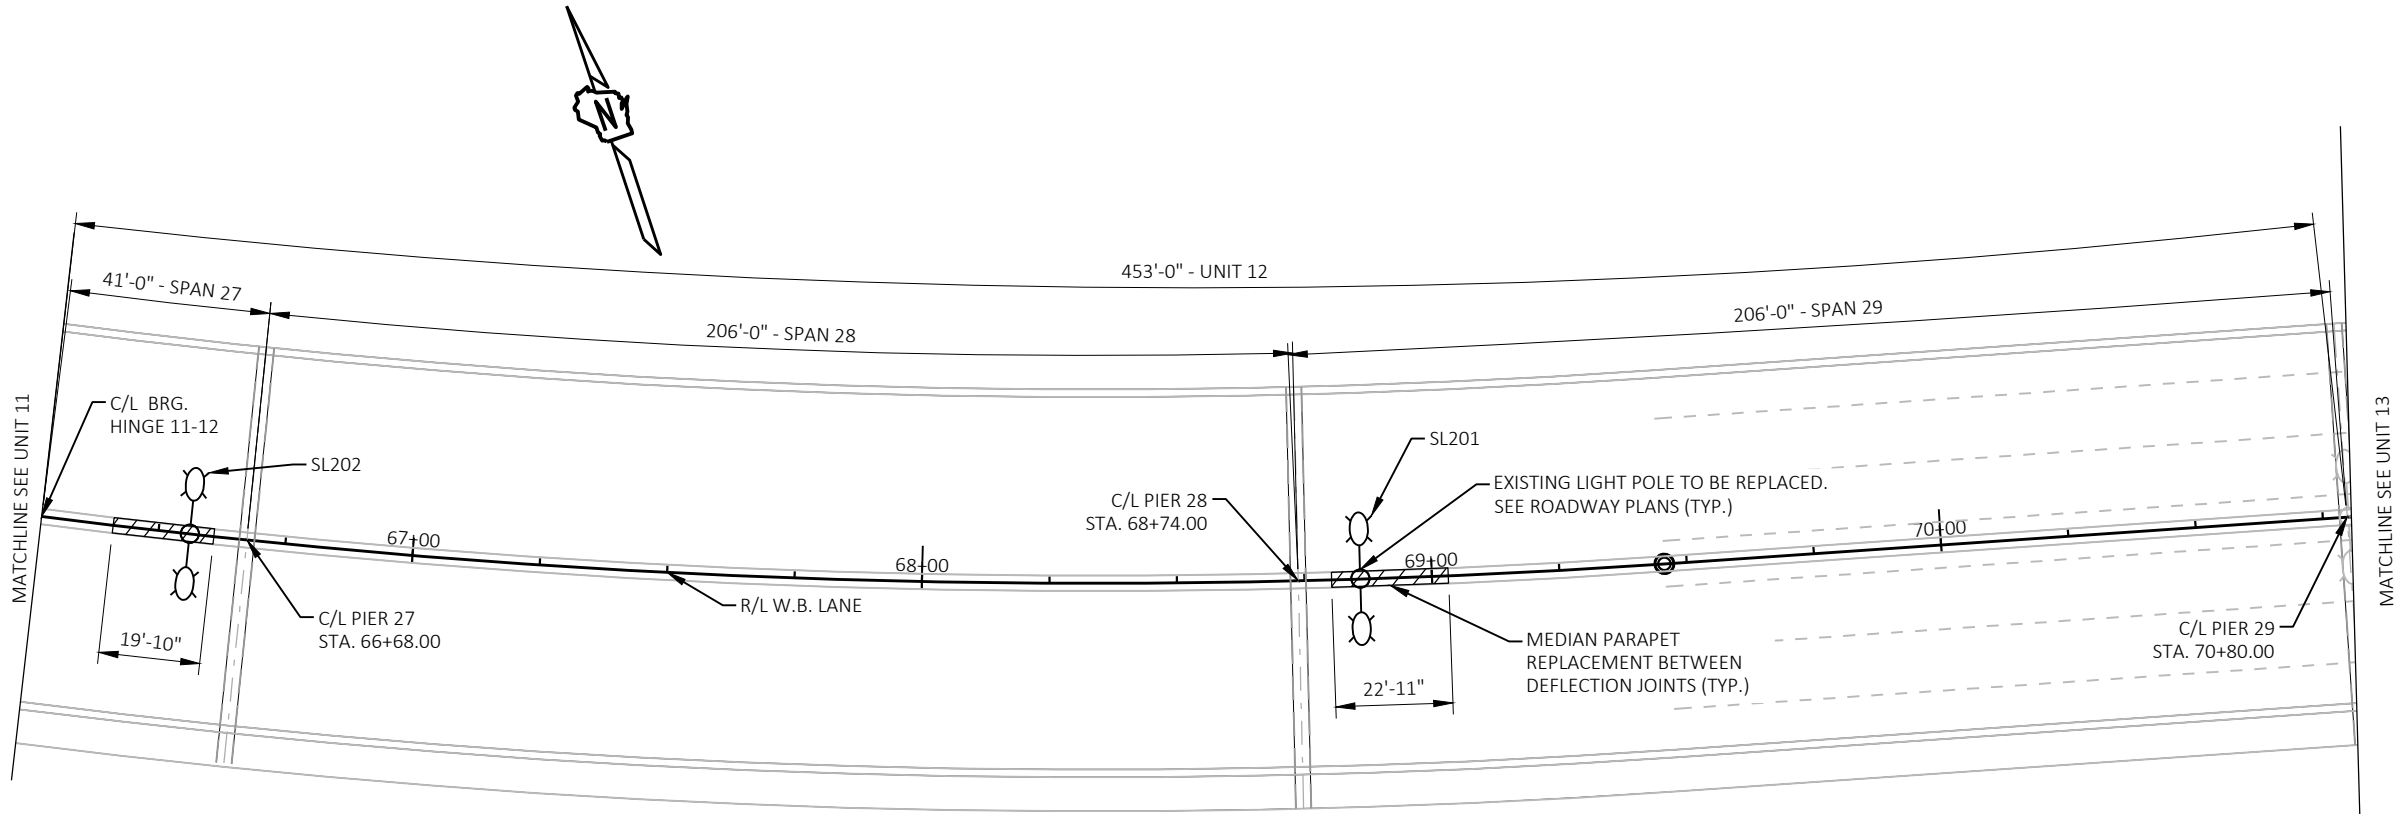 N
453'-0" - UNIT 12
41'-0" - SPAN 27
206'-0" - SPAN 28
206'-0" - SPAN 29
MATCHLINE SEE UNIT 11
C/L  BRG.
HINGE 11-12
SL202
SL201
EXISTING LIGHT POLE TO BE REPLACED.
SEE ROADWAY PLANS (TYP.)
C/L PIER 28
STA. 68+74.00
67+00
68+00
69+00
70+00
MATCHLINE SEE UNIT 13
C/L PIER 27
STA. 66+68.00
R/L W.B. LANE
19'-10"
22'-11"
MEDIAN PARAPET
REPLACEMENT BETWEEN
DEFLECTION JOINTS (TYP.)
C/L PIER 29
STA. 70+80.00